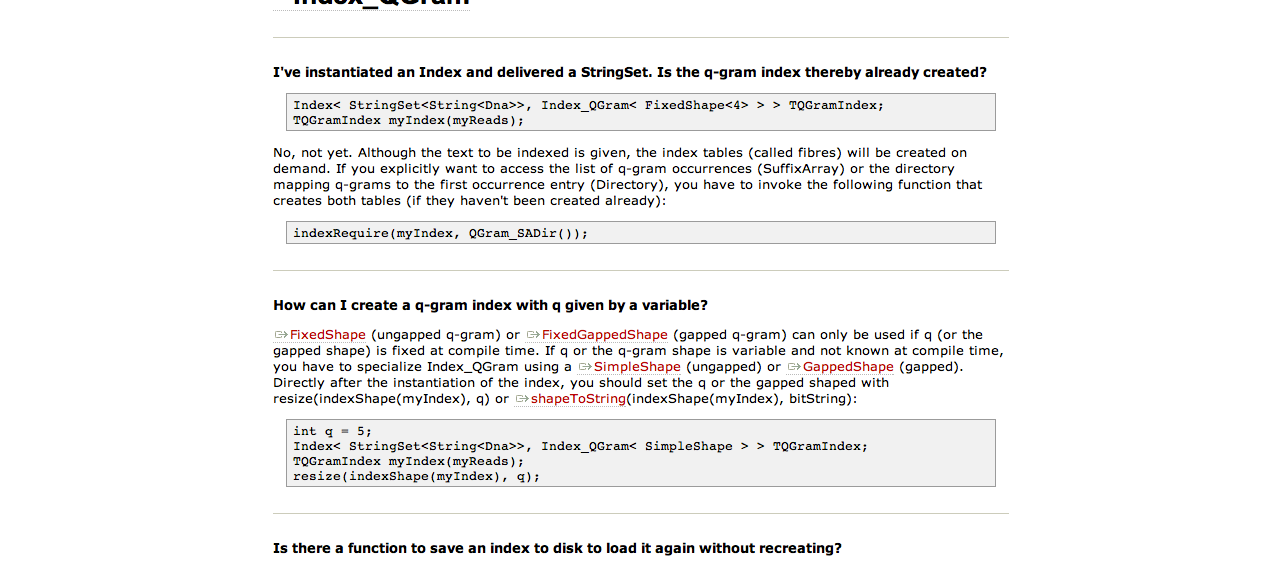 Index_QGram
I've instantiated an Index and delivered a StringSet. Is the q-gram index thereby already created?
Index< StringSet<String<Dna>>, Index_QGram< FixedShape<4> > > TQGramIndex;
TQGramIndex myIndex(myReads);
No, not yet. Although the text to be indexed is given, the index tables (called fibres) will be created on
demand. If you explicitly want to access the list of q-gram occurrences (SuffixArray) or the directory
mapping q-grams to the first occurrence entry (Directory), you have to invoke the following function that
creates both tables (if they haven't been created already):
indexRequire(myIndex, QGram_SADir());
How can I create a q-gram index with q given by a variable?
FixedShape (ungapped q-gram) or FixedGappedShape (gapped q-gram) can only be used if q (or the
gapped shape) is fixed at compile time. If q or the q-gram shape is variable and not known at compile time,
you have to specialize Index_QGram using a SimpleShape (ungapped) or GappedShape (gapped).
Directly after the instantiation of the index, you should set the q or the gapped shaped with
resize(indexShape(myIndex), q) or shapeToString(indexShape(myIndex), bitString):
int q = 5;
Index< StringSet<String<Dna>>, Index_QGram< SimpleShape > > TQGramIndex;
TQGramIndex myIndex(myReads);
resize(indexShape(myIndex), q);
Is there a function to save an index to disk to load it again without recreating?